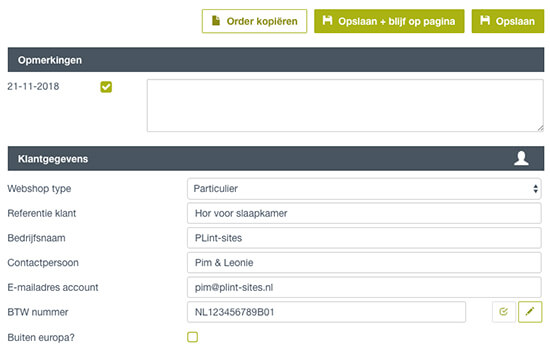 Order kopiëren Opslaan + blijf op pagina Opslaan
Opmerkingen
21-11-2018
Klantgegevens
Webshop type Particulier
Referentie klant Hor voor slaapkamer
Bedrijfsnaam PLint-sites
Contactpersoon Pim & Leonie
E-mailadres account pim@plint-sites.nl
BTW nummer NL123456789B01
Buiten europa?